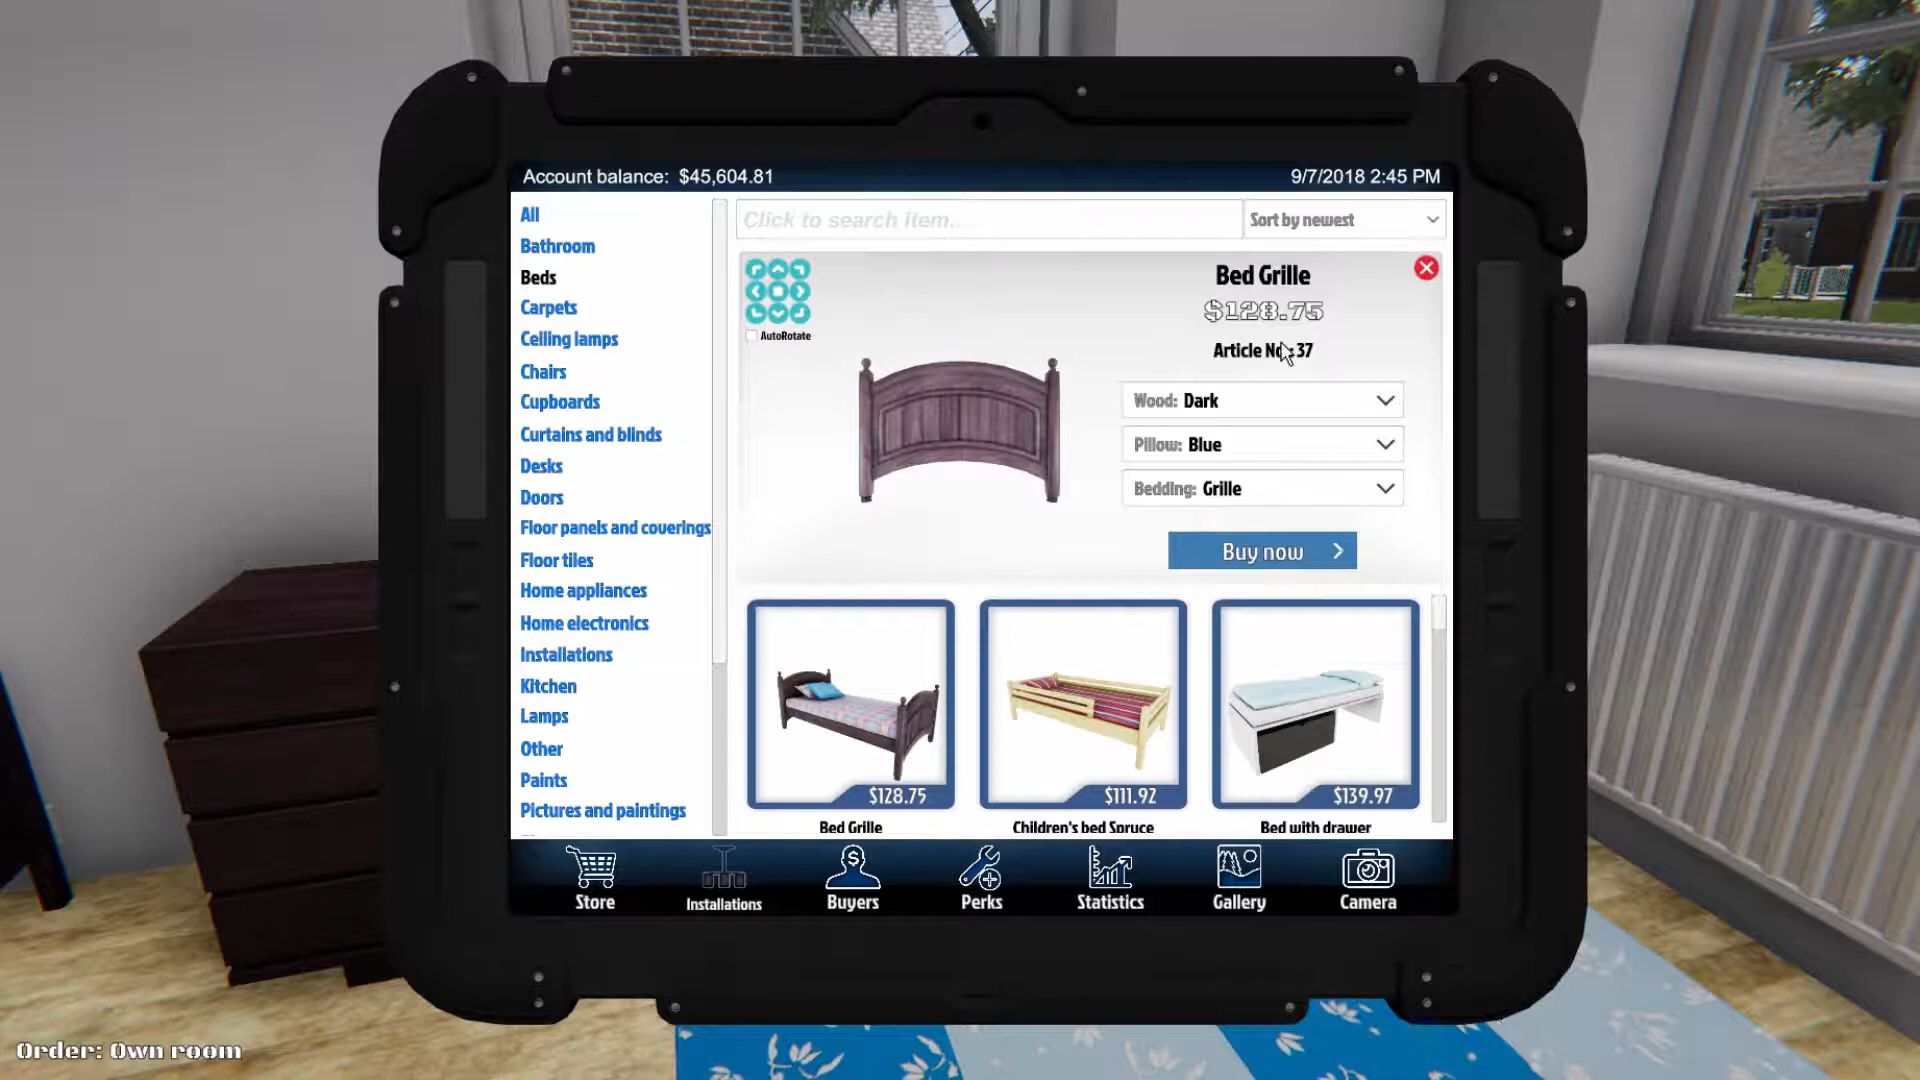 Account balance: $45,604.81
9/7/2018 2:45 PM
All
Bathroom
Beds
Carpets
Ceiling lamps
Chairs
Cupboards
Curtains and blinds
Desks
Doors
Floor panels and coverings
Floor tiles
Home appliances
Home electronics
Installations
Kitchen
Lamps
Other
Paints
Pictures and paintings
Click to search item..
Sort by newest
AutoRotate
Bed Grille
$128.75
Article No.: 37
Wood: Dark
Pillow: Blue
Bedding: Grille
Buy now
$128.75
$111.92
$139.97
Bed Grille
Children's bed Spruce
Bed with drawer
Store
Installations
Buyers
Perks
Statistics
Gallery
Camera
Order: Own room